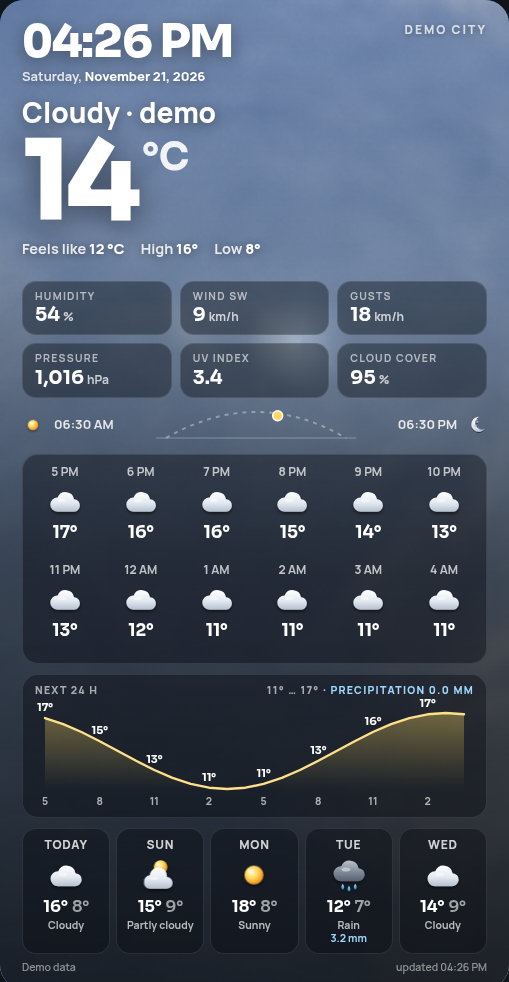 04:26 PM
DEMO CITY
Saturday, November 21, 2026
Cloudy · demo
14 °C
Feels like 12 °C High 16° Low 8°
HUMIDITY
54 %
WIND SW
9 km/h
GUSTS
18 km/h
PRESSURE
1,016 hPa
UV INDEX
3.4
CLOUD COVER
95 %
06:30 AM 06:30 PM
5 PM 6 PM 7 PM 8 PM 9 PM 10 PM
17° 16° 16° 15° 14° 13°
11 PM 12 AM 1 AM 2 AM 3 AM 4 AM
13° 12° 11° 11° 11° 11°
NEXT 24 H 11° … 17° · PRECIPITATION 0.0 MM
17° 15° 13° 11° 11° 13° 16° 17°
5 8 11 2 5 8 11 2
TODAY SUN MON TUE WED
16° 8° 15° 9° 18° 8° 12° 7° 14° 9°
Cloudy Partly cloudy Sunny Rain Cloudy
3.2 mm
Demo data updated 04:26 PM